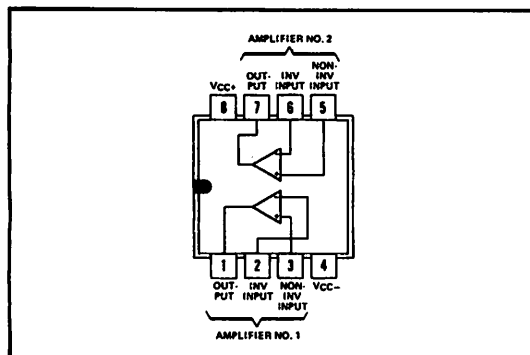 AMPLIFIER NO. 2
NON-
OUT- INV INV
VCC+ PUT INPUT INPUT
8 7 6 5
1 2 3 4
OUT- INV NON- VCC−
PUT INPUT INV
INPUT
AMPLIFIER NO. 1